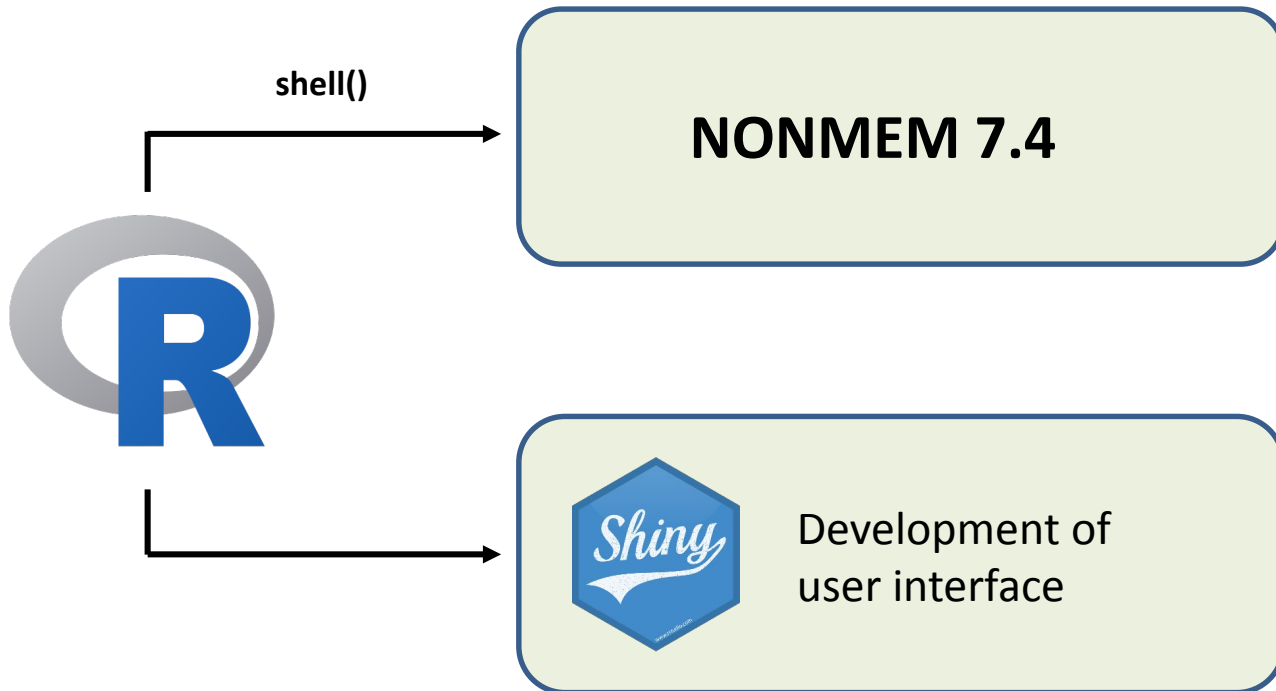 shell()
NONMEM 7.4
R
Shiny
Development of
user interface